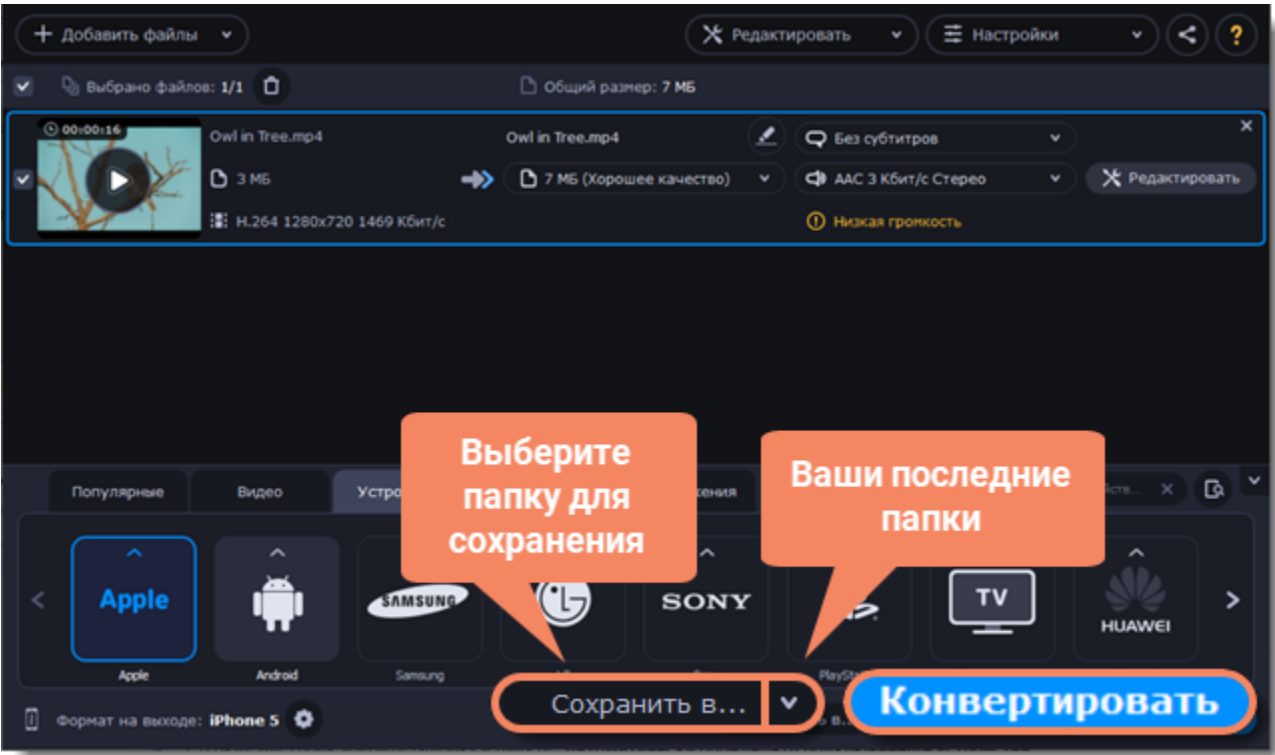 Добавить файлы
Редактировать
Настройки
?
Выбрано файлов: 1/1
Общий размер: 7 МБ
00:00:16
Owl in Tree.mp4
Owl in Tree.mp4
Без субтитров
3 МБ
7 МБ (Хорошее качество)
AAC 3 Кбит/с Стерео
Редактировать
H.264 1280x720 1469 Кбит/с
Низкая громкость
Выберите
папку для
сохранения
Ваши последние
папки
Популярные
Видео
Apple
SAMSUNG
SONY
TV
HUAWEI
Apple
Android
Samsung
Сохранить в...
Конвертировать
Формат на выходе: iPhone 5